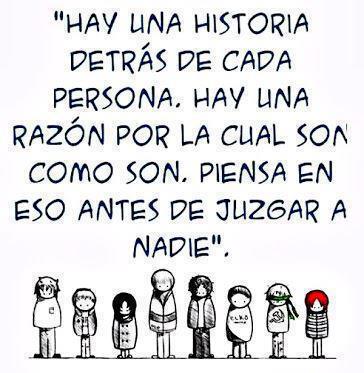 "HAY UNA HISTORIA
DETRÁS DE CADA
PERSONA. HAY UNA
RAZÓN POR LA CUAL SON
COMO SON. PIENSA EN
ESO ANTES DE JUZGAR A
NADIE".